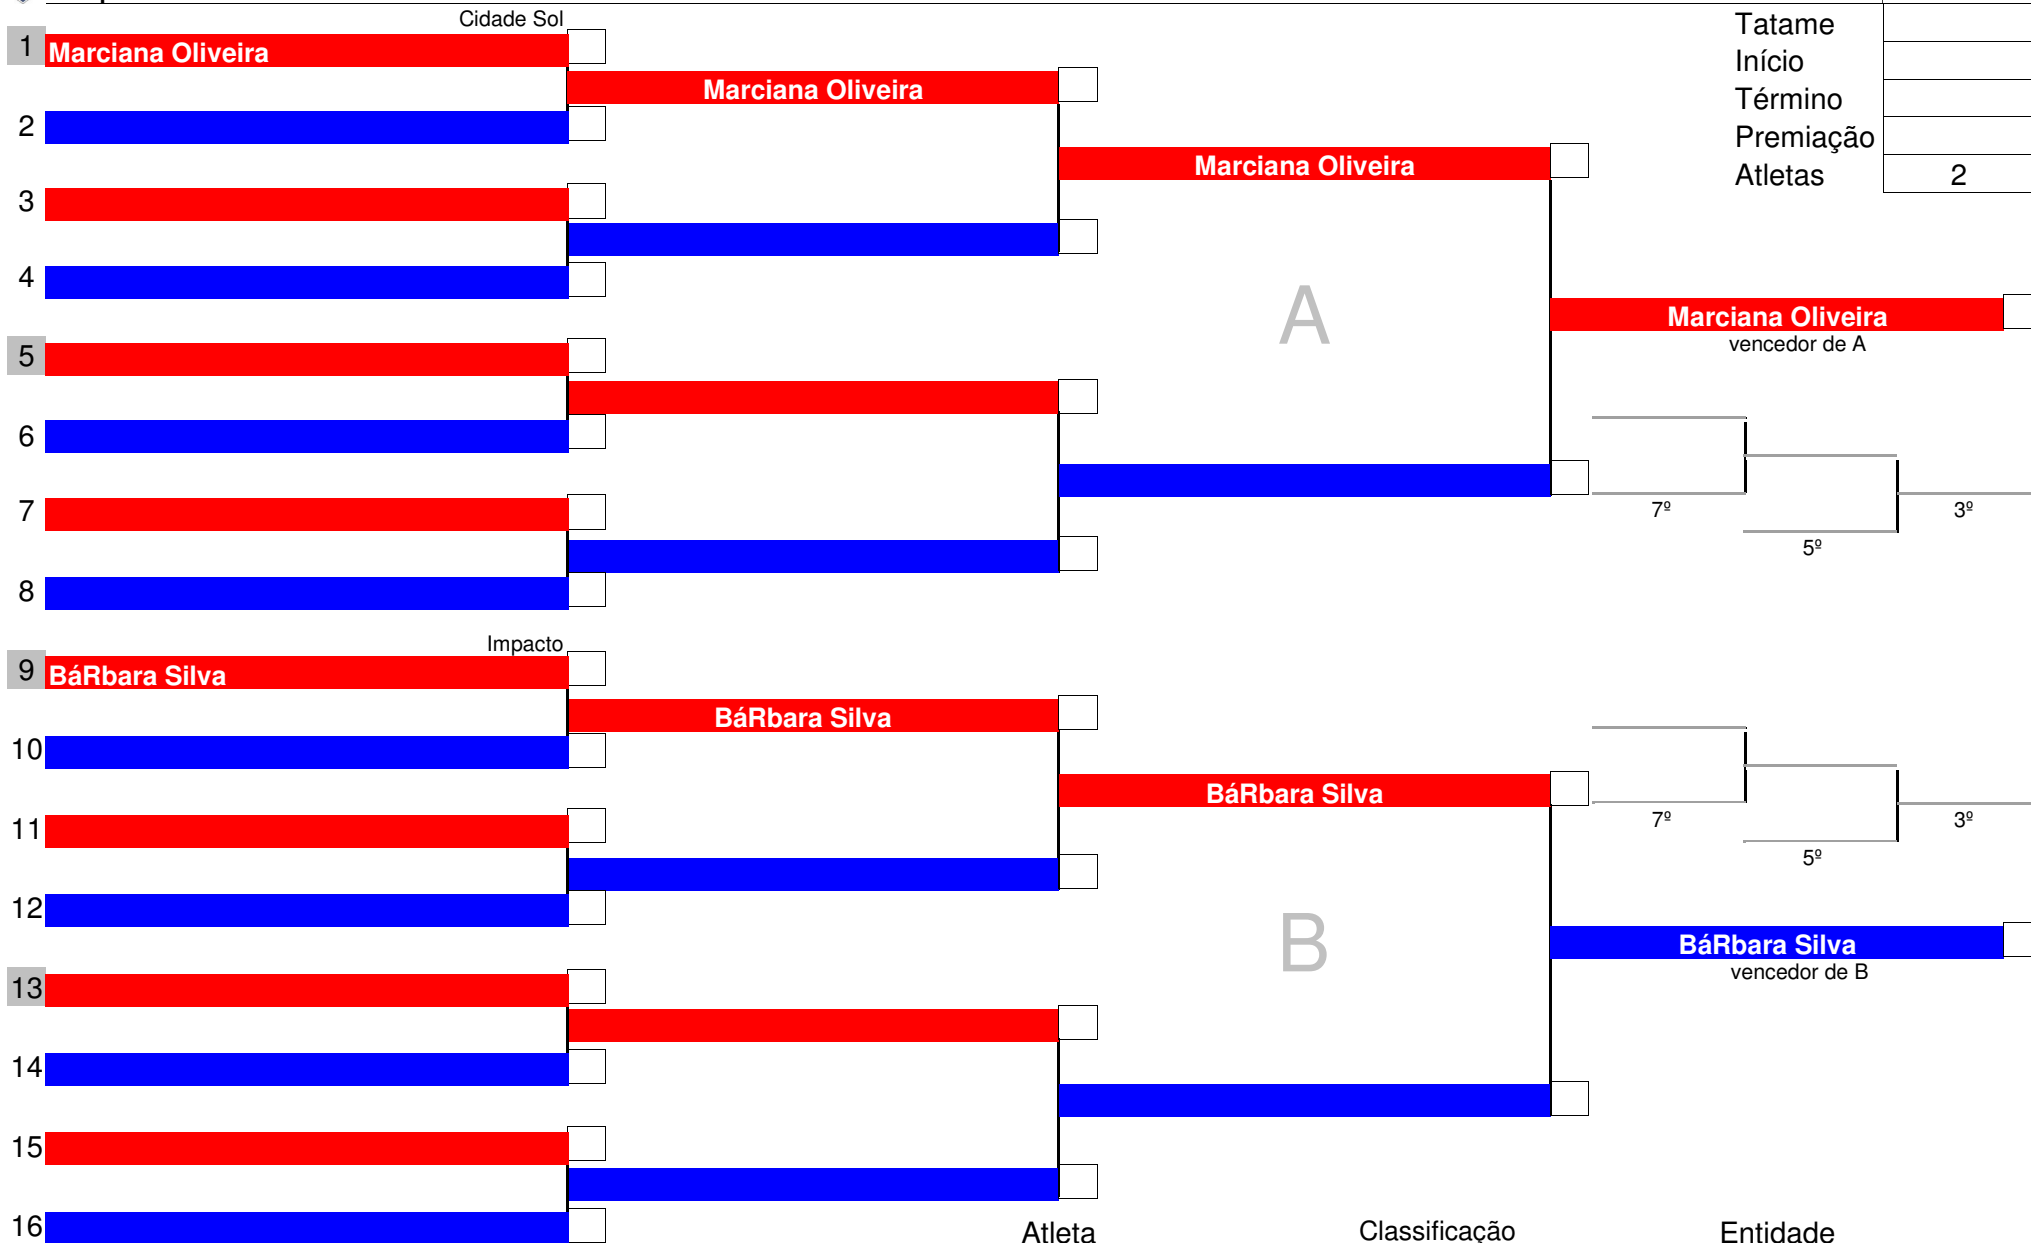 Cidade Sol
Tatame
1 Marciana Oliveira
Início
Marciana Oliveira
Término
2
Premiação
Marciana Oliveira
Atletas 2
3
4
A
Marciana Oliveira
vencedor de A
5
6
7
7º 3º
5º
8
Impacto
9 BáRbara Silva
BáRbara Silva
10
BáRbara Silva
11
7º 3º
5º
12
B
BáRbara Silva
vencedor de B
13
14
15
16
Atleta Classificação Entidade